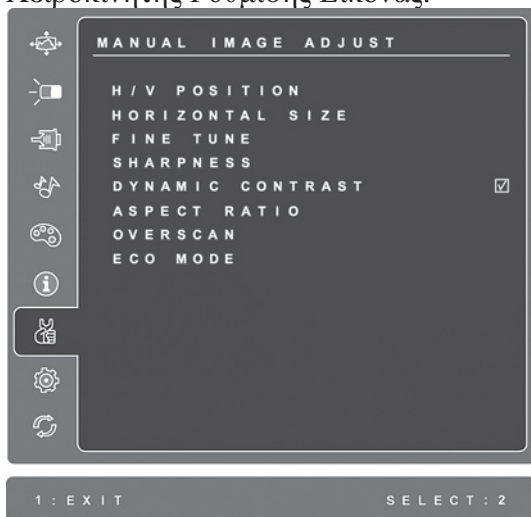 MANUAL IMAGE ADJUST
H/V POSITION
HORIZONTAL SIZE
FINE TUNE
SHARPNESS
DYNAMIC CONTRAST ☑
ASPECT RATIO
OVERSCAN
ECO MODE
1:EXIT SELECT:2